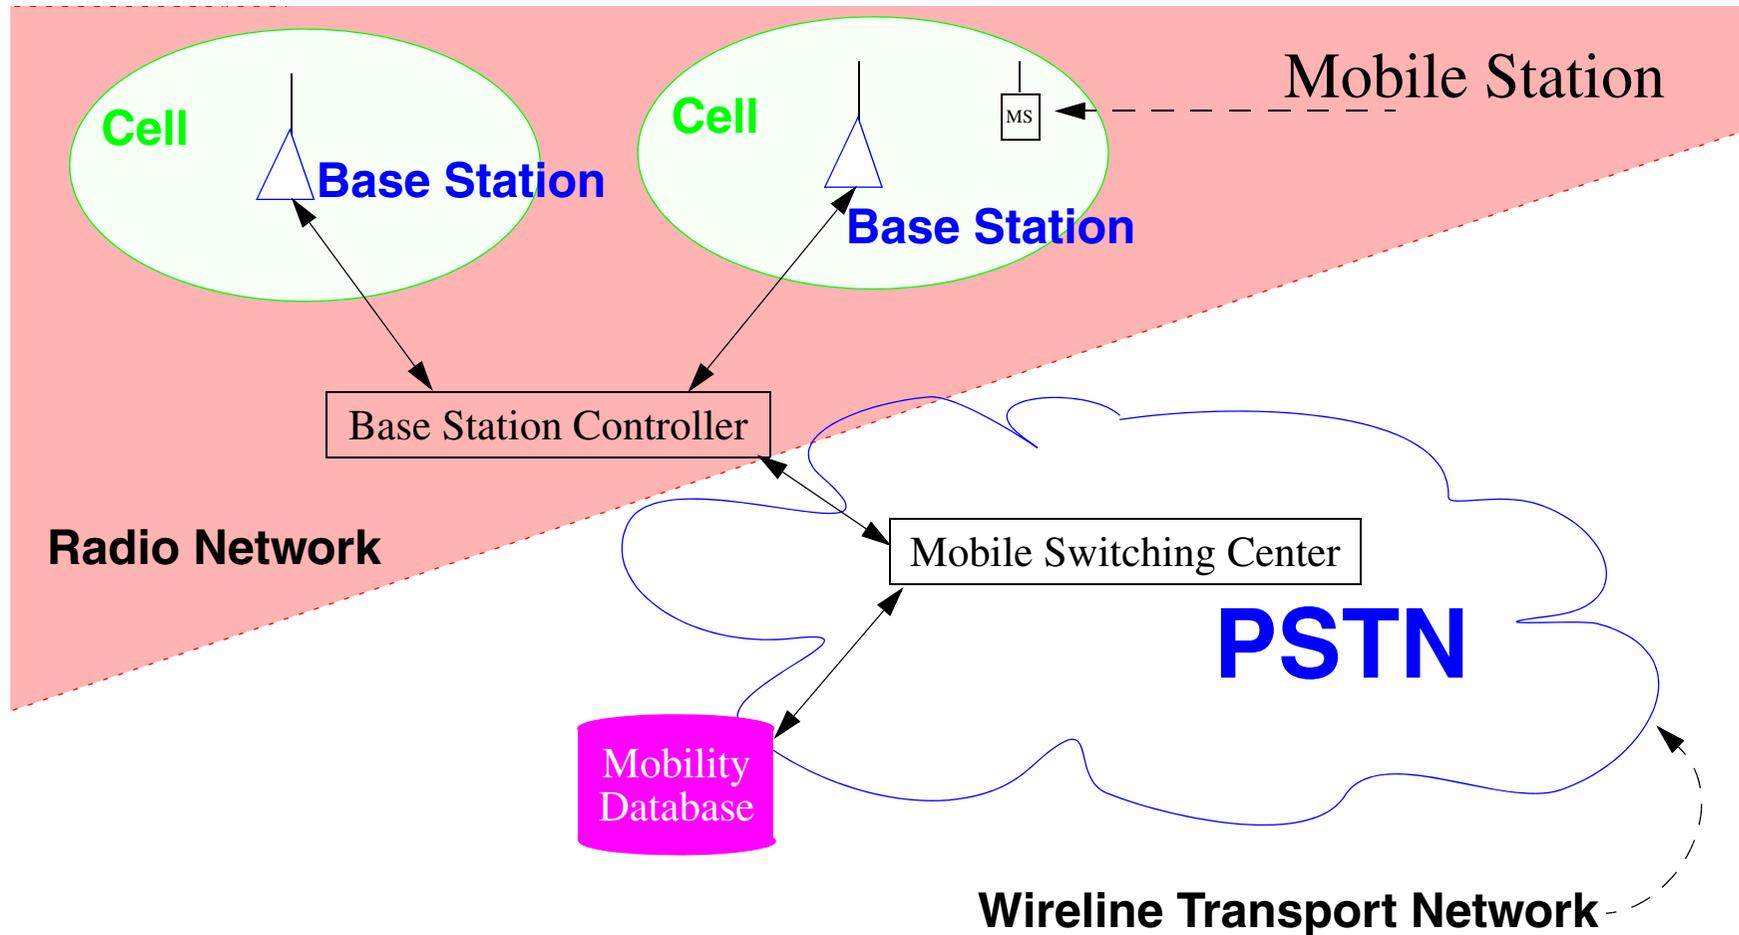 Mobile Station
Cell
Cell
MS
Base Station
Base Station
Base Station Controller
Radio Network
Mobile Switching Center
PSTN
Mobility
Database
Wireline Transport Network